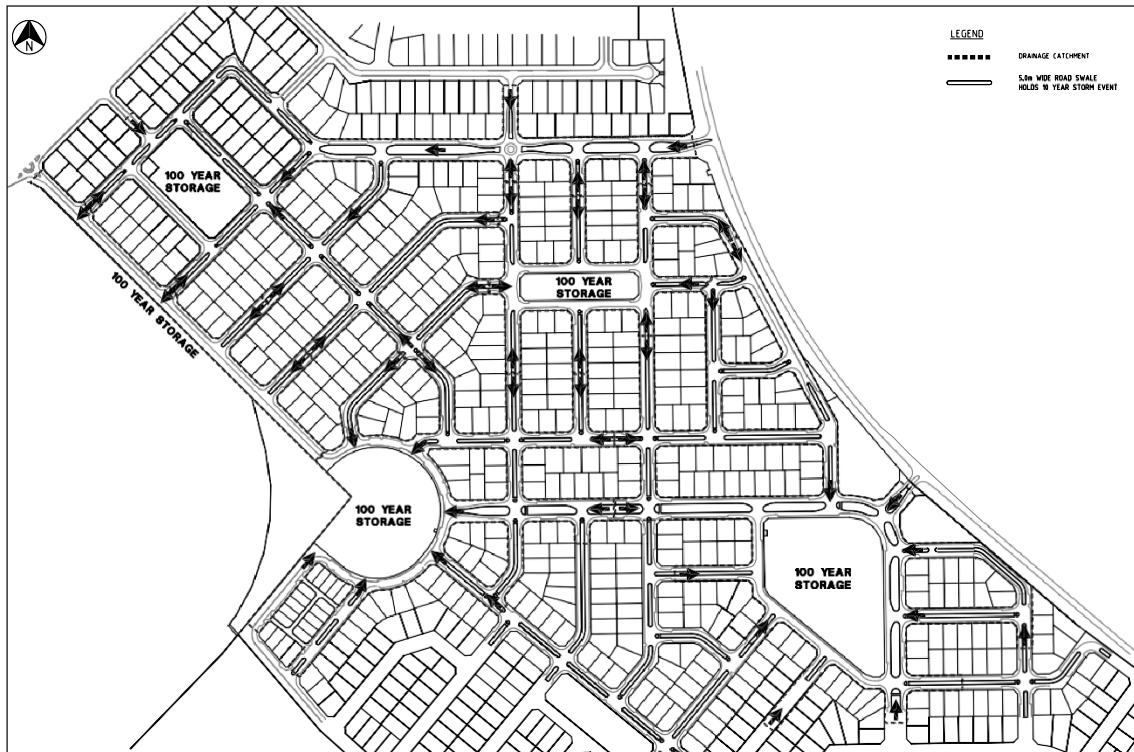 N
LEGEND
DRAINAGE CATCHMENT
5.0m WIDE ROAD SWALE
HOLDS 10 YEAR STORM EVENT
100 YEAR
STORAGE
100 YEAR STORAGE
100 YEAR
STORAGE
100 YEAR
STORAGE
100 YEAR
STORAGE